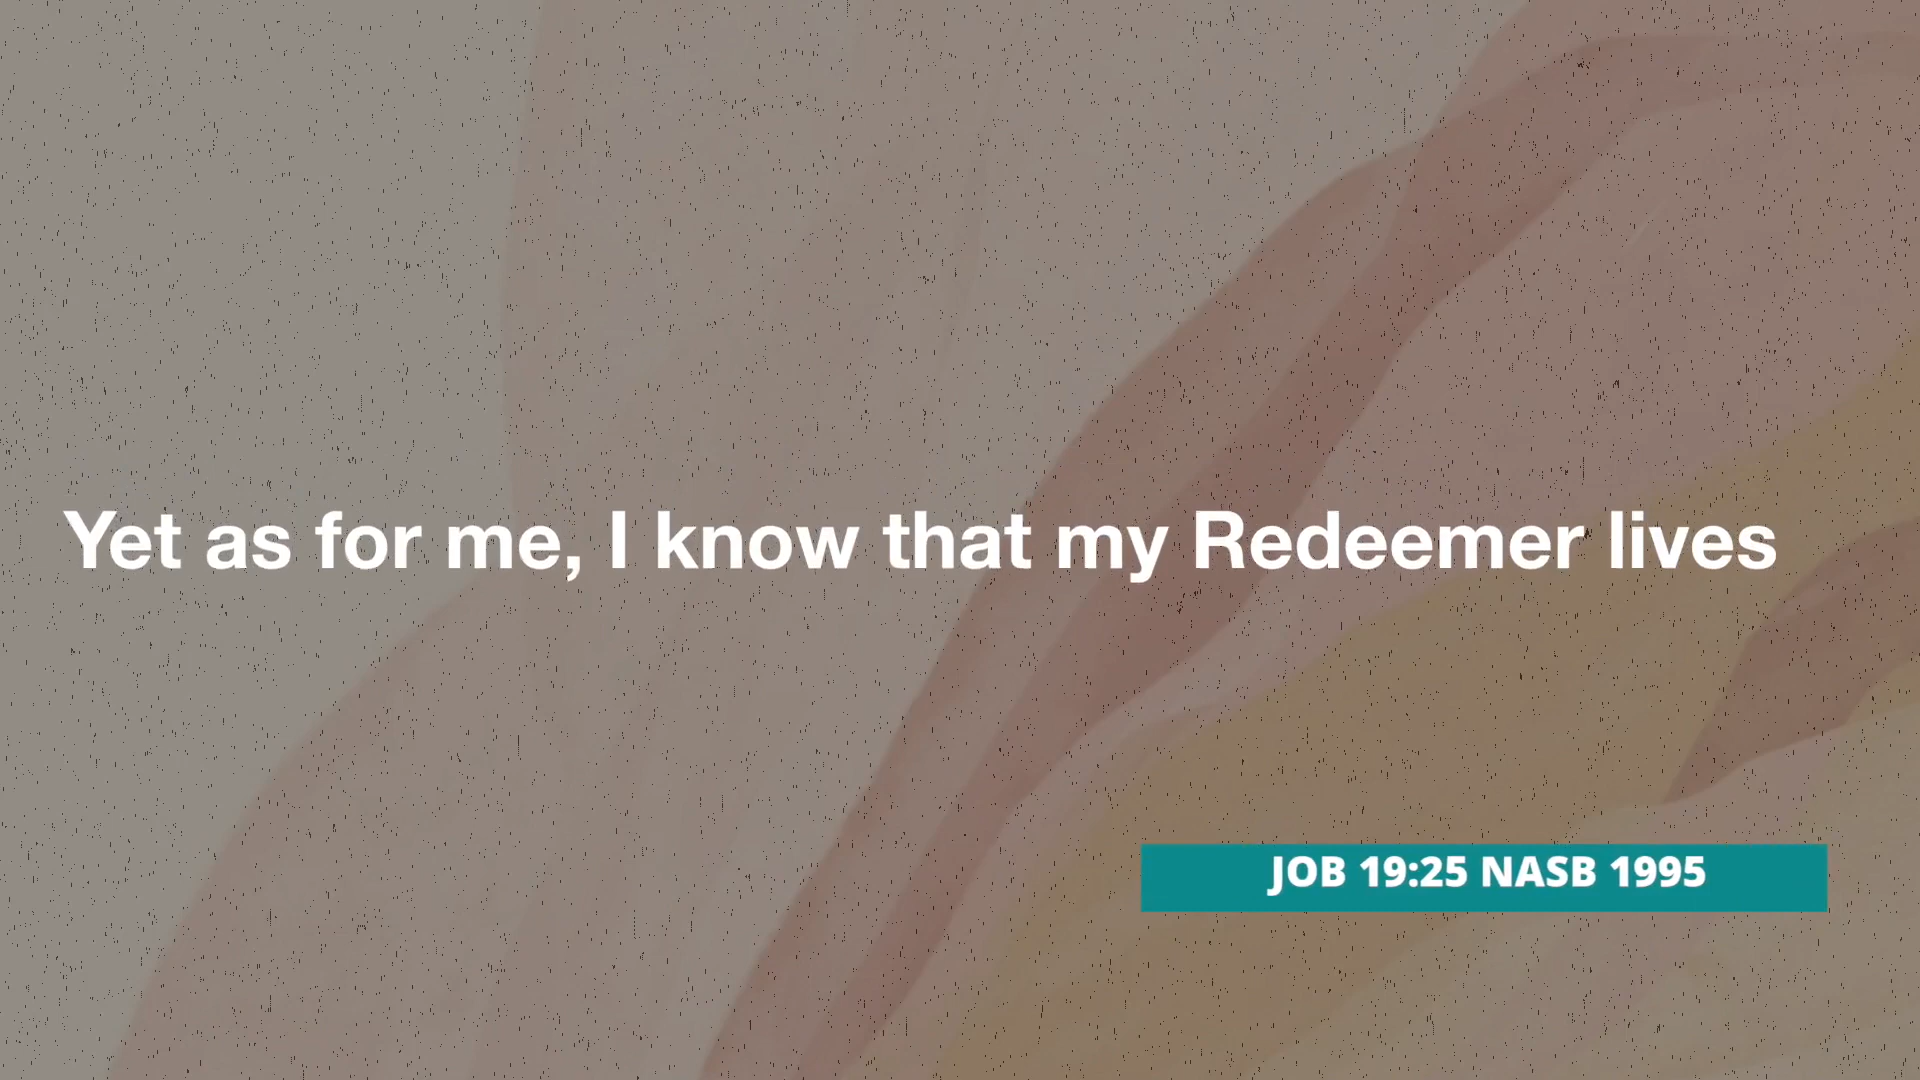 Yet as for me, I know that my Redeemer lives
JOB 19:25 NASB 1995